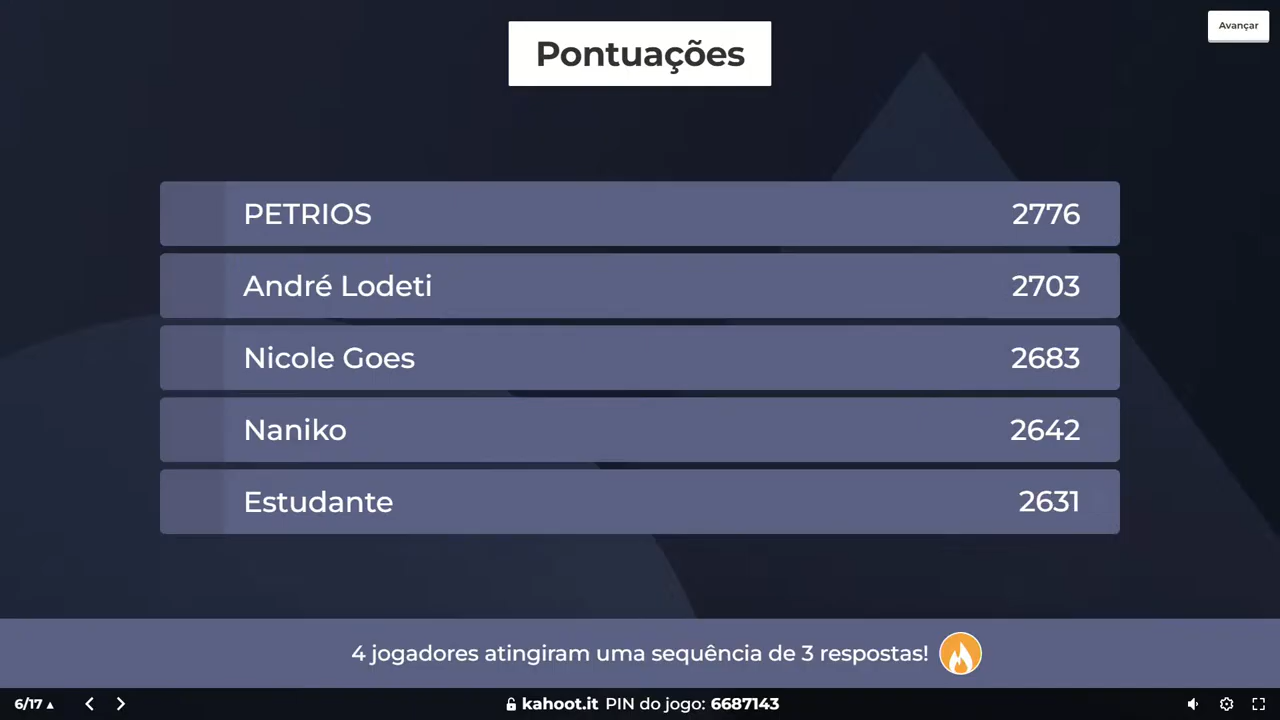 Avançar
Pontuações
PETRIOS 2776
André Lodeti 2703
Nicole Goes 2683
Naniko 2642
Estudante 2631
4 jogadores atingiram uma sequência de 3 respostas!
6/17 ▲ kahoot.it PIN do jogo: 6687143